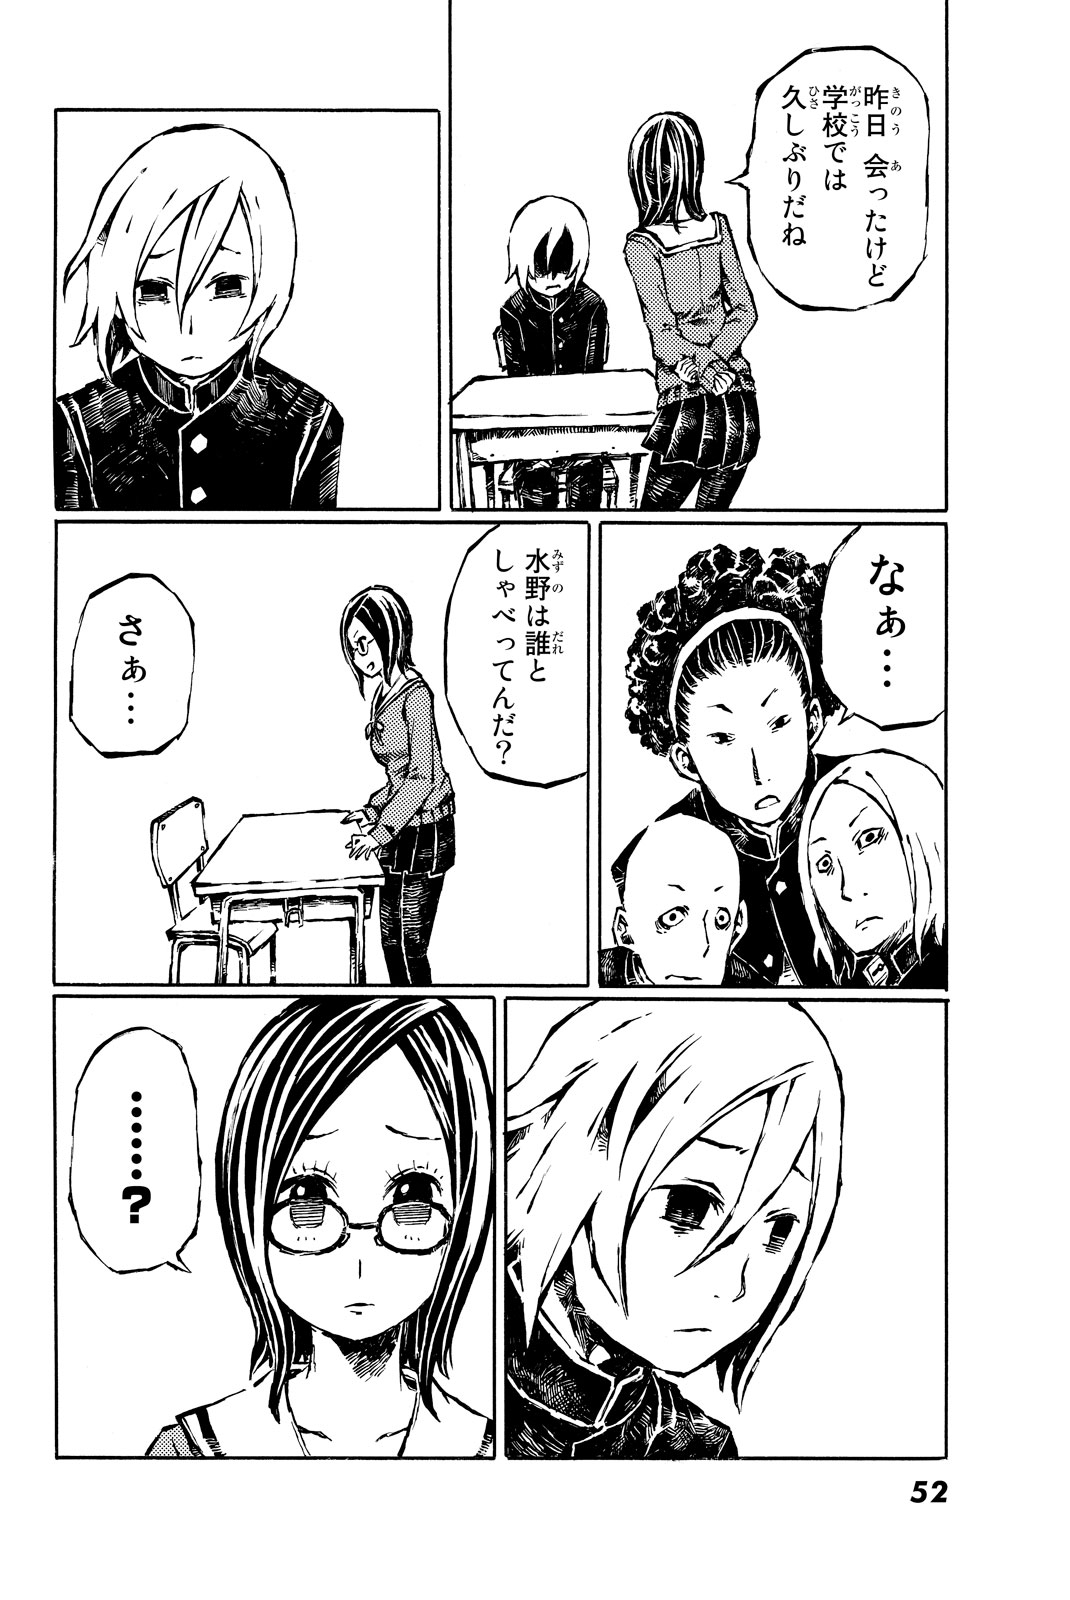 昨日 会ったけど
学校では
久しぶりだね
なぁ…
水野は誰と
しゃべってんだ?
さぁ…
………?
52